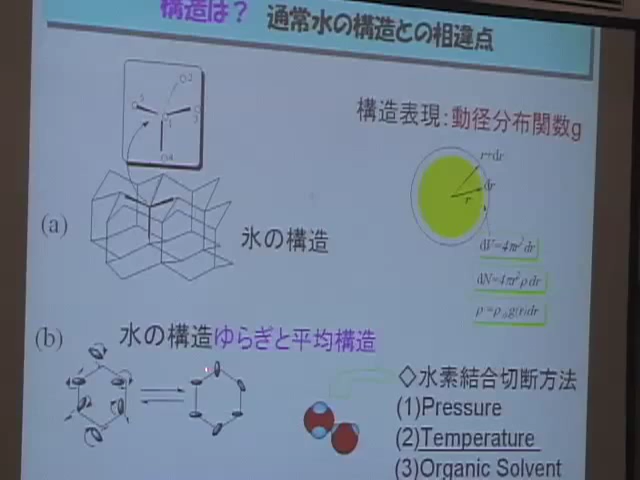 構造は？ 通常水の構造との相違点
構造表現：動径分布関数g
r+dr
dr
r
(a)
氷の構造
dV=4πr²dr
dN=4πr²ρdr
(b)
水の構造ゆらぎと平均構造
◇水素結合切断方法
(1)Pressure
(2)Temperature
(3)Organic Solvent